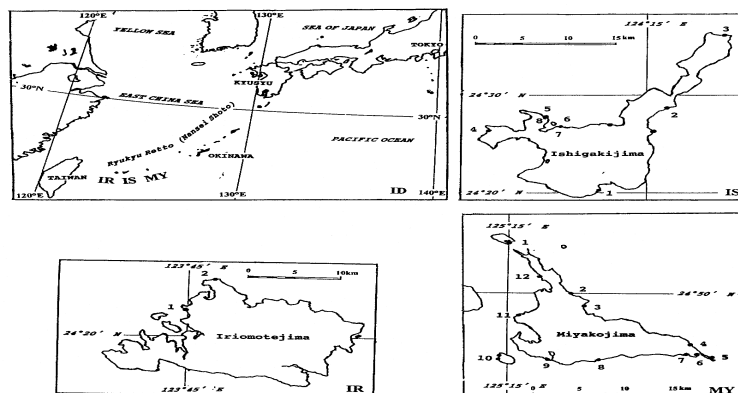 120°E
130°E
YELLOW SEA
SEA OF JAPAN
TOKYO
KYUSYU
30°N
EAST CHINA SEA
30°N
Ryukyu Retto (Nansei Shoto)
PACIFIC OCEAN
OKINAWA
TAIWAN
IR IS MY
120°E
130°E
140°E
ID
124°15' E
3
0 5 10 15km
24°30' N
2
5
8 6
4
7
Ishigakijima
24°20' N
1
IS
123°45' E
2
0 5 10km
1
24°20' N
Iriomotejima
123°45' E
IR
125°15' E
1
12
2
24°50' N
3
11
Miyakojima
4
10
9
8
7
6
5
125°15' E
0 5 10 15km
MY